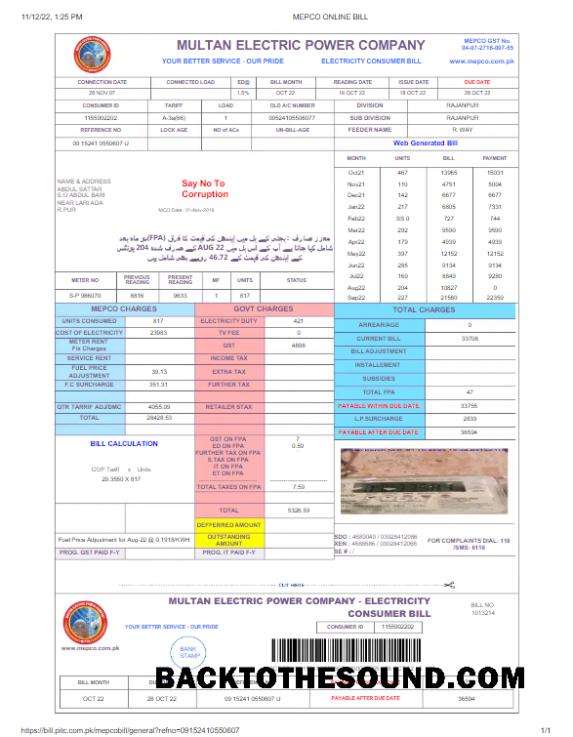 11/12/22, 1:25 PM MEPCO ONLINE BILL
MULTAN ELECTRIC POWER COMPANY
YOUR BETTER SERVICE - OUR PRIDE ELECTRICITY CONSUMER BILL
MEPCO GST No.
04-07-2716-007-55
www.mepco.com.pk
CONNECTION DATE CONNECTED LOAD ED@ BILL MONTH READING DATE ISSUE DATE DUE DATE
28 NOV 07 1.5% OCT 22 16 OCT 22 18 OCT 22 28 OCT 22
CONSUMER ID TARIFF LOAD OLD A/C NUMBER DIVISION RAJANPUR
1155902202 A-3a(66) 1 09524105506077 SUB DIVISION RAJANPUR
REFERENCE NO LOCK AGE NO of ACs UN-BILL-AGE FEEDER NAME R. WAY
09 15241 0550607 U Web Generated Bill
MONTH UNITS BILL PAYMENT
Oct21 467 13965 15031
Nov21 110 4751 5004
Dec21 142 6677 6677
Jan22 217 6805 7331
Feb22 SS 0 727 744
Mar22 292 9590 9590
Apr22 179 4939 4939
May22 397 12152 12152
Jun22 285 9134 9134
Jul22 169 8849 9280
Aug22 204 10827 0
Sep22 227 21580 22359
NAME & ADDRESS
ABDUL SATTAR
S.O ABDUL BARI
NEAR LARI ADA
R.PUR
Say No To
Corruption
MCO Date : 01-Nov-2019
معزز صارف : بجلی کے بل میں ایندھن کی قیمت کا فرق (FPA) دو ماہ بعد
شامل کیا جاتا ہے آپ کے اس بل میں AUG 22 کے صرف شدہ 204 یونٹس
کے ایندھن کی قیمت کے 46.72 روپے بھی شامل ہیں
METER NO PREVIOUS READING PRESENT READING MF UNITS STATUS
S-P 986079 8816 9633 1 817
MEPCO CHARGES GOVT CHARGES TOTAL CHARGES
UNITS CONSUMED 817 ELECTRICITY DUTY 421
COST OF ELECTRICITY 23983 TV FEE 0
METER RENT
Fix Charges GST 4898
SERVICE RENT INCOME TAX
FUEL PRICE ADJUSTMENT 39.13 EXTRA TAX
F.C SURCHARGE 351.31 FURTHER TAX
QTR TARRIF ADJ/DMC 4055.09 RETAILER STAX
TOTAL 28428.53
ARREAR/AGE 0
CURRENT BILL 33708
BILL ADJUSTMENT
INSTALLEMENT
SUBSIDIES
TOTAL FPA 47
PAYABLE WITHIN DUE DATE 33755
L.P.SURCHARGE 2839
PAYABLE AFTER DUE DATE 36594
BILL CALCULATION
GOP Tariff x Units
29.3550 X 817
GST ON FPA 7
ED ON FPA 0.59
FURTHER TAX ON FPA
S.TAX ON FPA
IT ON FPA
ET ON FPA
TOTAL TAXES ON FPA 7.59
TOTAL 5326.59
DEFFERRED AMOUNT
Fuel Price Adjustment for Aug-22 @ 0.1918/KWH OUTSTANDING AMOUNT
PROG. GST PAID F-Y PROG. IT PAID F-Y
SDO : 4689040 / 03028412086
XEN : 4688586 / 03028412066
SE # : /
FOR COMPLAINTS DIAL: 118
/SMS: 8118
CUT HERE
MULTAN ELECTRIC POWER COMPANY - ELECTRICITY
CONSUMER BILL
BILL NO
1013214
YOUR BETTER SERVICE - OUR PRIDE CONSUMER ID 1155902202
www.mepco.com.pk
BANK
STAMP
BACKTOTHESOUND.COM
BILL MONTH
OCT 22 28 OCT 22 09 15241 0550607 U PAYABLE AFTER DUE DATE 36594
https://bill.pitc.com.pk/mepcobill/general?refno=09152410550607 1/1